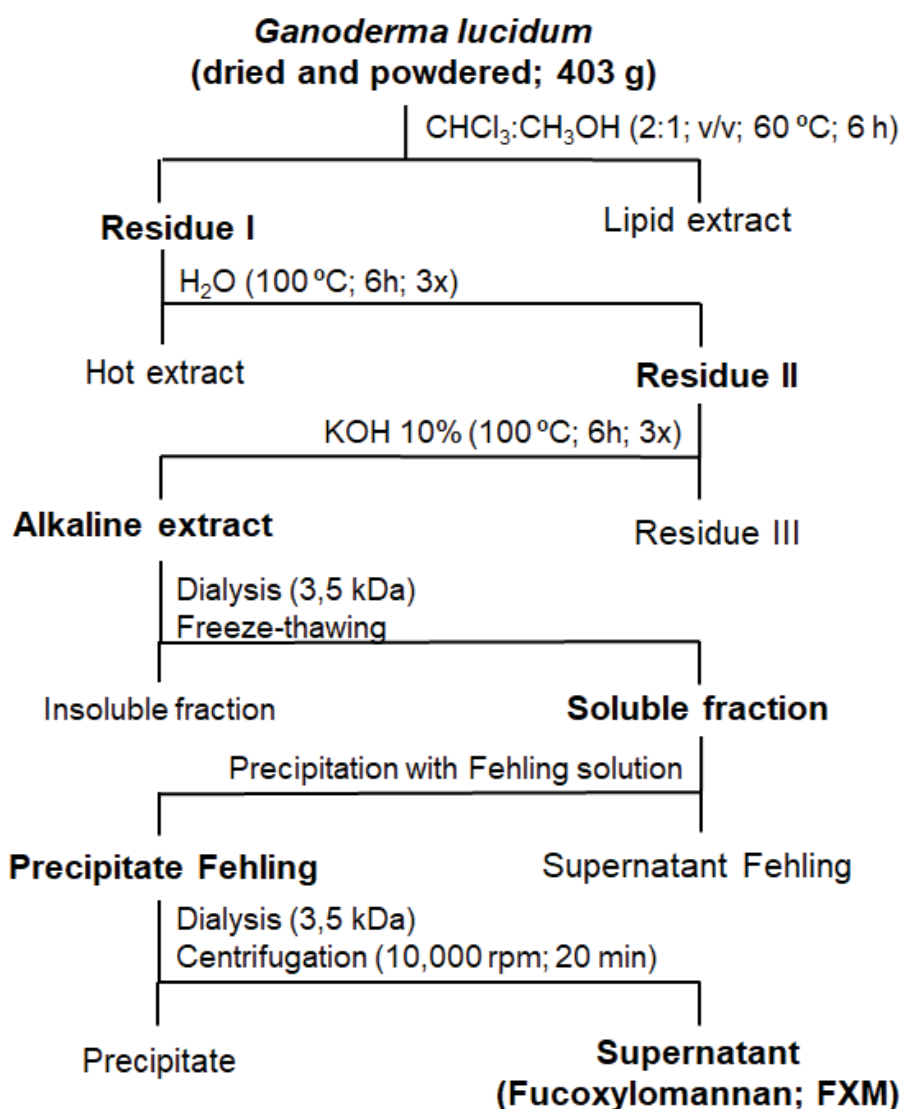 Ganoderma lucidum
(dried and powdered; 403 g)
CHCl₃:CH₃OH (2:1; v/v; 60 ºC; 6 h)
Residue I
Lipid extract
H₂O (100 ºC; 6h; 3x)
Hot extract
Residue II
KOH 10% (100 ºC; 6h; 3x)
Alkaline extract
Residue III
Dialysis (3,5 kDa)
Freeze-thawing
Insoluble fraction
Soluble fraction
Precipitation with Fehling solution
Precipitate Fehling
Supernatant Fehling
Dialysis (3,5 kDa)
Centrifugation (10,000 rpm; 20 min)
Precipitate
Supernatant
(Fucoxylomannan; FXM)